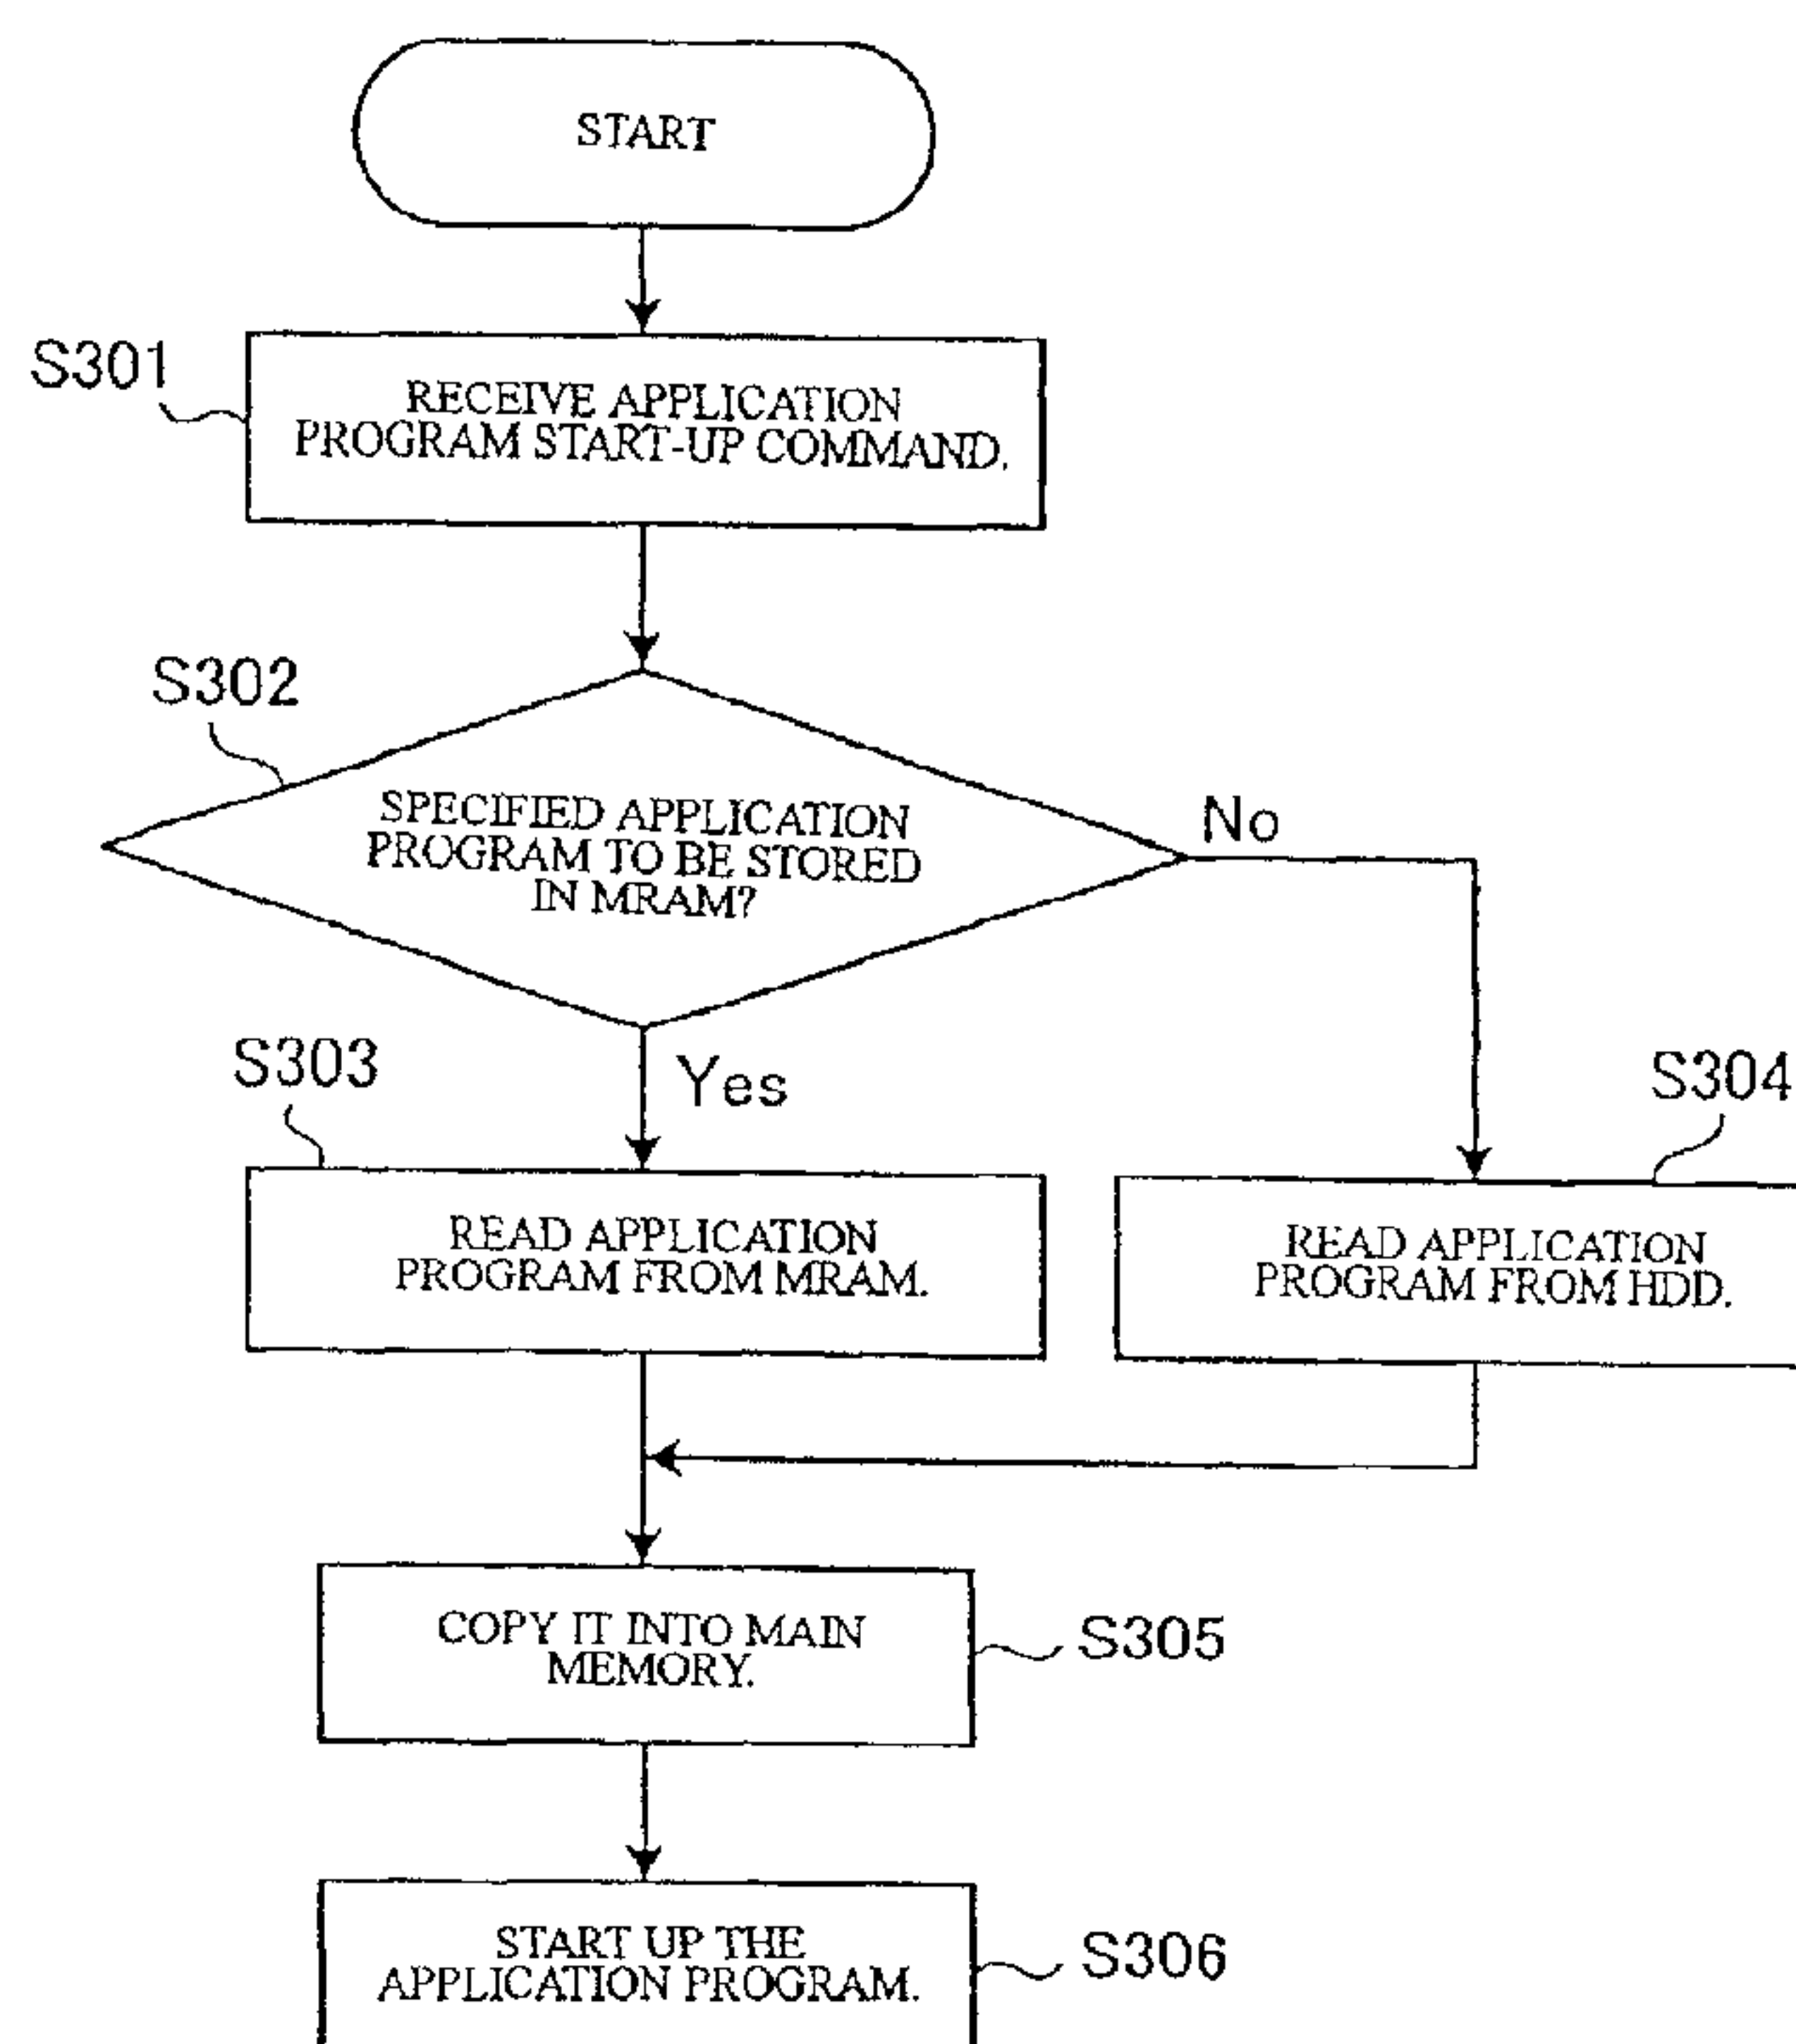 START
S301
RECEIVE APPLICATION
PROGRAM START-UP COMMAND.
S302
SPECIFIED APPLICATION
PROGRAM TO BE STORED
IN MRAM?
No
Yes
S303
READ APPLICATION
PROGRAM FROM MRAM.
S304
READ APPLICATION
PROGRAM FROM HDD.
COPY IT INTO MAIN
MEMORY.
S305
START UP THE
APPLICATION PROGRAM.
S306